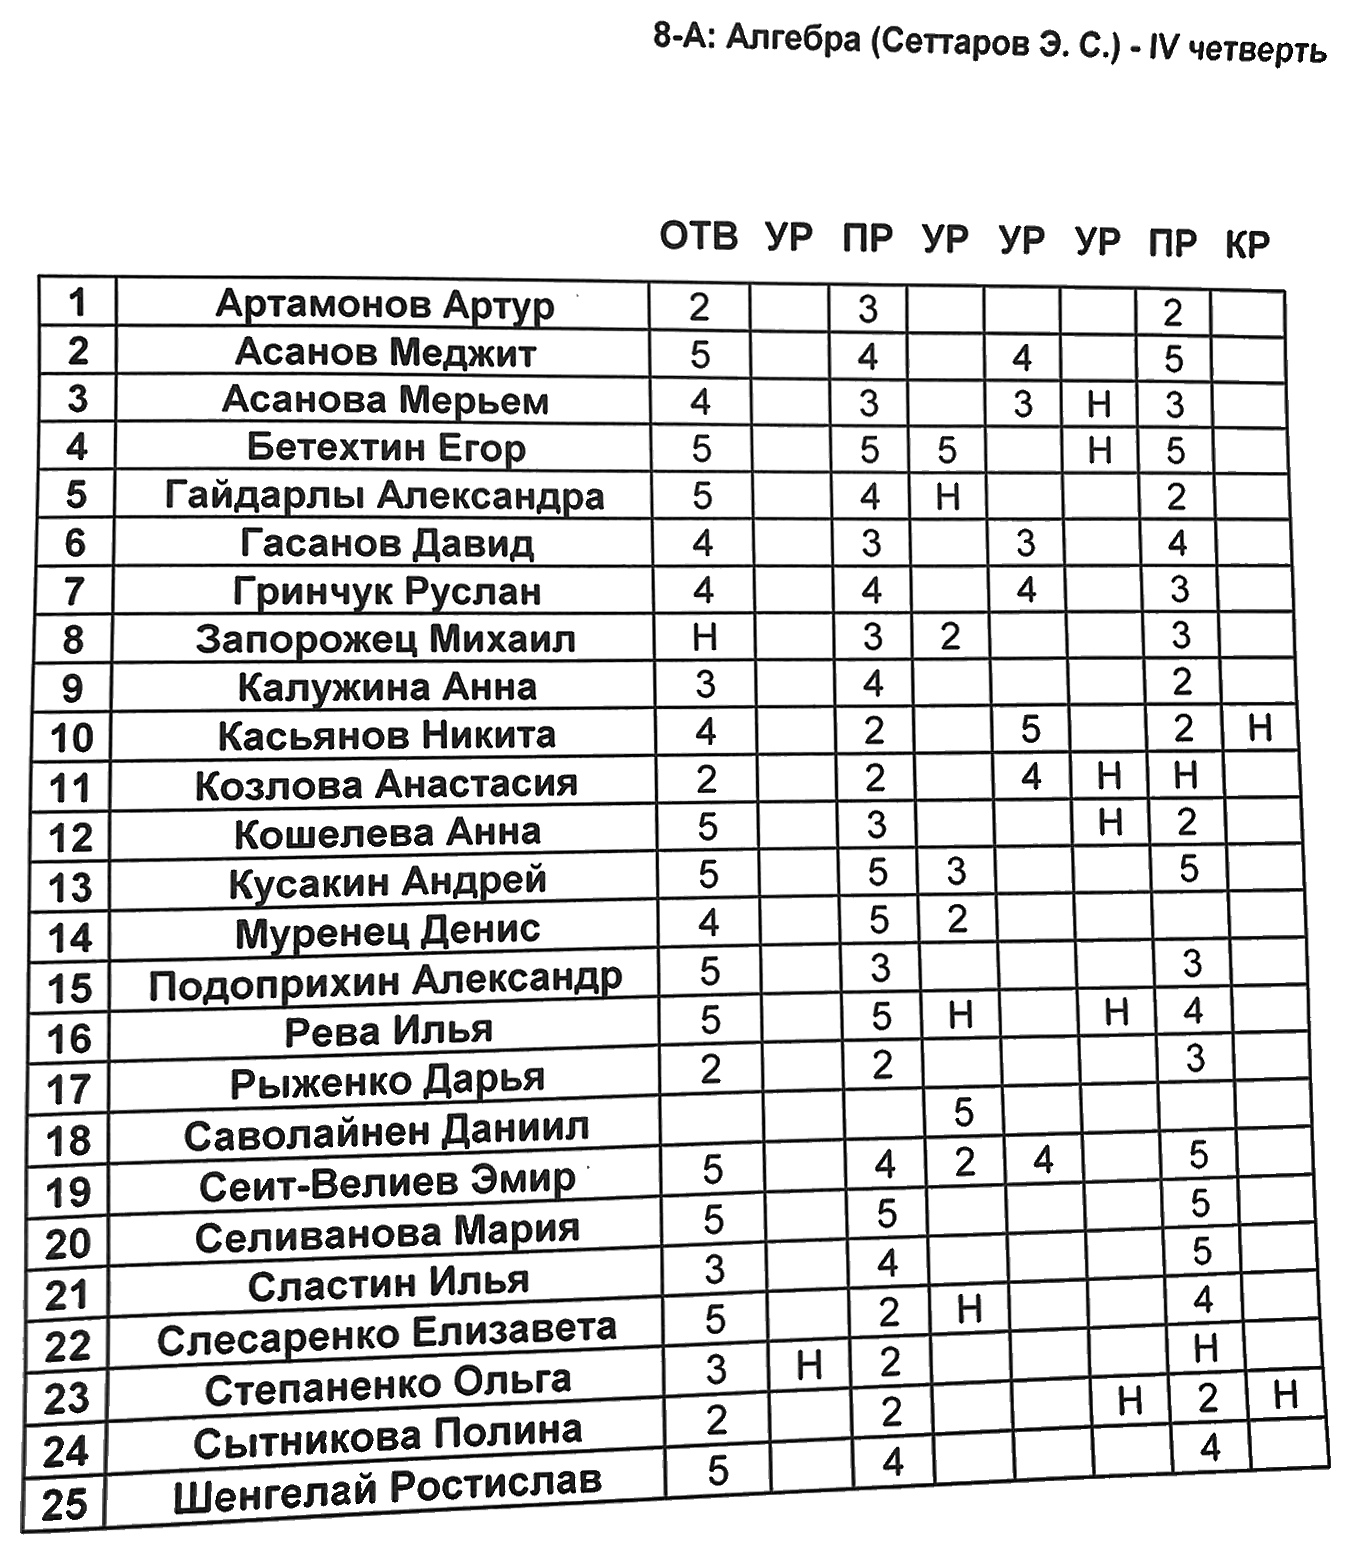 8-А: Алгебра (Сеттаров Э. С.) - IV четверть
ОТВ УР ПР УР УР УР ПР КР
1 Артамонов Артур 2 3 2
2 Асанов Меджит 5 4 4 5
3 Асанова Мерьем 4 3 3 Н 3
4 Бетехтин Егор 5 5 5 Н 5
5 Гайдарлы Александра 5 4 Н 2
6 Гасанов Давид 4 3 3 4
7 Гринчук Руслан 4 4 4 3
8 Запорожец Михаил Н 3 2 3
9 Калужина Анна 3 4 2
10 Касьянов Никита 4 2 5 2 Н
11 Козлова Анастасия 2 2 4 Н Н
12 Кошелева Анна 5 3 Н 2
13 Кусакин Андрей 5 5 3 5
14 Муренец Денис 4 5 2
15 Подоприхин Александр 5 3 3
16 Рева Илья 5 5 Н Н 4
17 Рыженко Дарья 2 2 3
18 Саволайнен Даниил 5
19 Сеит-Велиев Эмир 5 4 2 4 5
20 Селиванова Мария 5 5 5
21 Сластин Илья 3 4 5
22 Слесаренко Елизавета 5 2 Н 4
23 Степаненко Ольга 3 Н 2 Н
24 Сытникова Полина 2 2 Н 2 Н
25 Шенгелай Ростислав 5 4 4